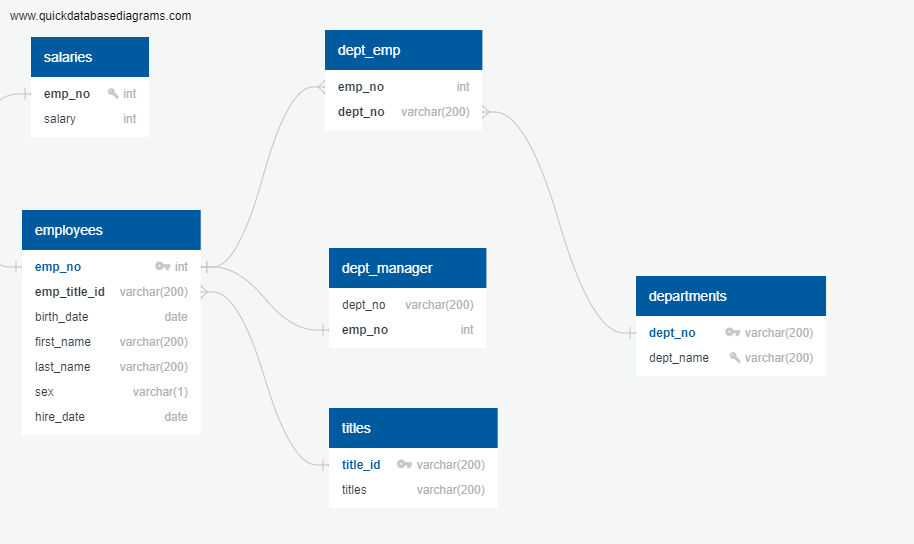 www.quickdatabasediagrams.com
salaries
emp_no int
salary int
dept_emp
emp_no int
dept_no varchar(200)
employees
emp_no int
emp_title_id varchar(200)
birth_date date
first_name varchar(200)
last_name varchar(200)
sex varchar(1)
hire_date date
dept_manager
dept_no varchar(200)
emp_no int
departments
dept_no varchar(200)
dept_name varchar(200)
titles
title_id varchar(200)
titles varchar(200)